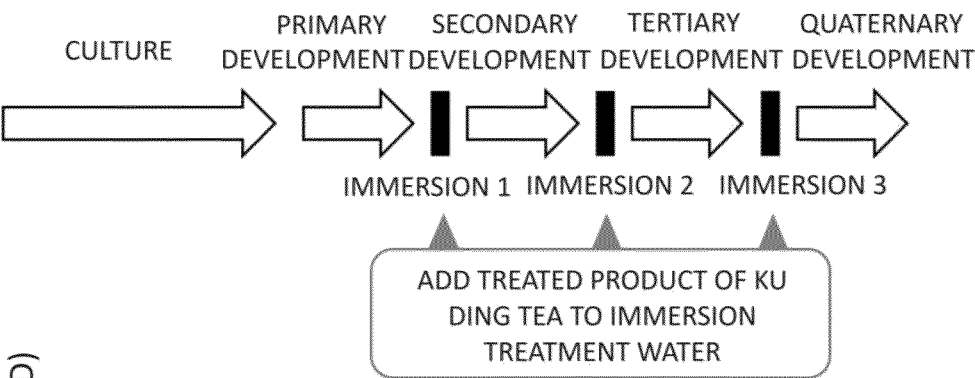 CULTURE
PRIMARY DEVELOPMENT
SECONDARY DEVELOPMENT
TERTIARY DEVELOPMENT
QUATERNARY DEVELOPMENT
IMMERSION 1
IMMERSION 2
IMMERSION 3
ADD TREATED PRODUCT OF KU
DING TEA TO IMMERSION
TREATMENT WATER